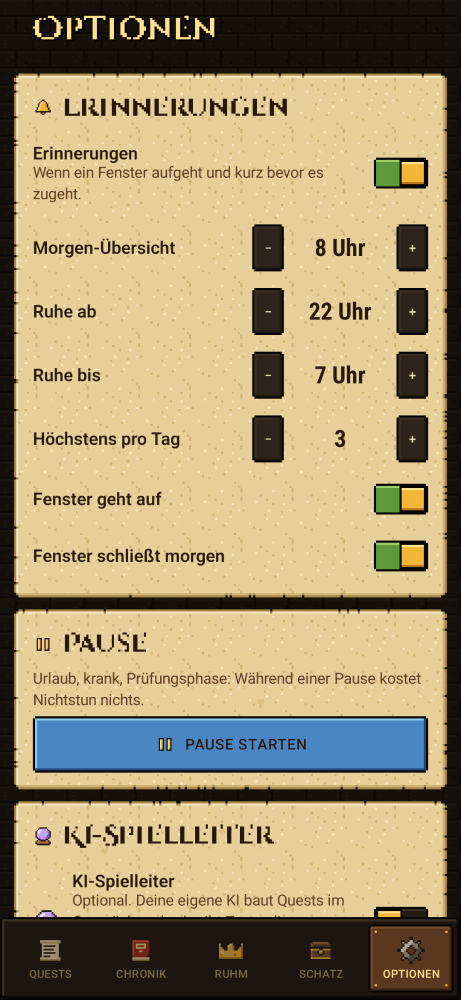 OPTIONEN
ERINNERUNGEN
Erinnerungen
Wenn ein Fenster aufgeht und kurz bevor es
zugeht.
Morgen-Übersicht - 8 Uhr +
Ruhe ab - 22 Uhr +
Ruhe bis - 7 Uhr +
Höchstens pro Tag - 3 +
Fenster geht auf
Fenster schließt morgen
PAUSE
Urlaub, krank, Prüfungsphase: Während einer Pause kostet
Nichtstun nichts.
PAUSE STARTEN
KI-SPIELLEITER
KI-Spielleiter
Optional. Deine eigene KI baut Quests im
QUESTS CHRONIK RUHM SCHATZ OPTIONEN